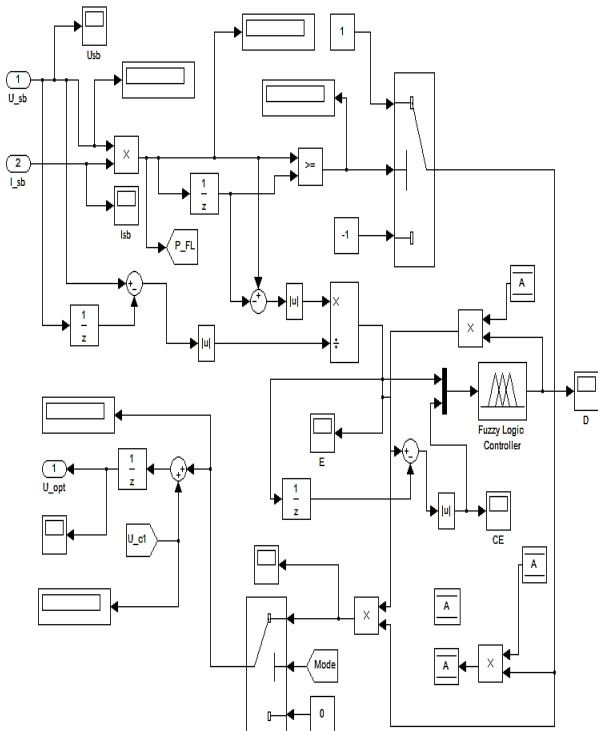 Usb
1
1
U_sb
X
>=
2
I_sb
1
z
Isb
P_FL
-1
A
+
-
-
+
|u|
X
X
1
z
|u|
÷
Fuzzy Logic
Controller
D
E
+
-
1
U_opt
1
z
+
+
1
z
|u|
CE
U_c1
A
A
X
Mode
A
X
0